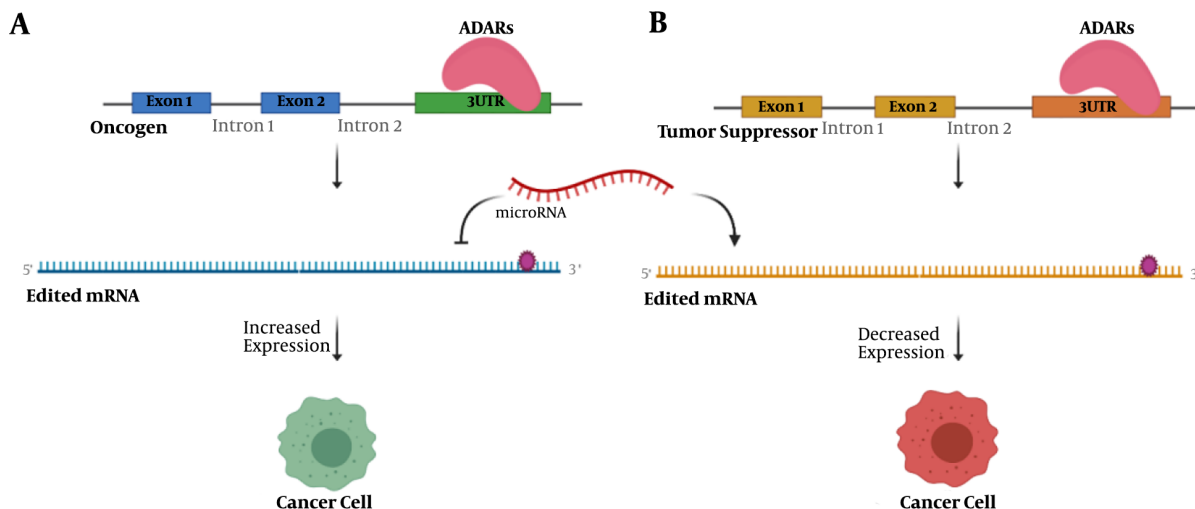 A
ADARs
Exon 1
Exon 2
3UTR
Oncogen
Intron 1
Intron 2
microRNA
5'
3'
Edited mRNA
Increased
Expression
Cancer Cell
B
ADARs
Exon 1
Exon 2
3UTR
Tumor Suppressor
Intron 1
Intron 2
5'
3'
Edited mRNA
Decreased
Expression
Cancer Cell